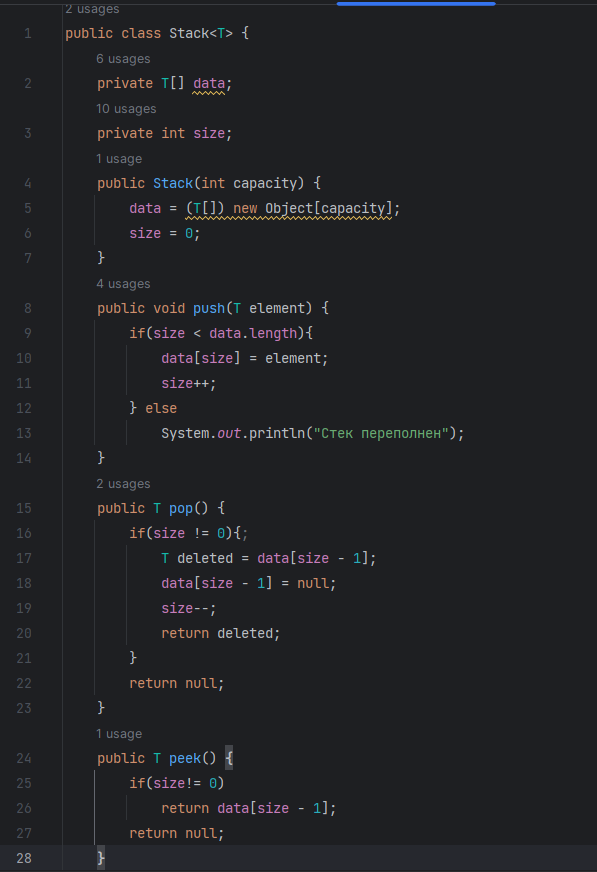 2 usages
1 public class Stack<T> {
6 usages
2 private T[] data;
10 usages
3 private int size;
1 usage
4 public Stack(int capacity) {
5 data = (T[]) new Object[capacity];
6 size = 0;
7 }
4 usages
8 public void push(T element) {
9 if(size < data.length){
10 data[size] = element;
11 size++;
12 } else
13 System.out.println("Стек переполнен");
14 }
2 usages
15 public T pop() {
16 if(size != 0){;
17 T deleted = data[size - 1];
18 data[size - 1] = null;
19 size--;
20 return deleted;
21 }
22 return null;
23 }
1 usage
24 public T peek() {
25 if(size!= 0)
26 return data[size - 1];
27 return null;
28 }